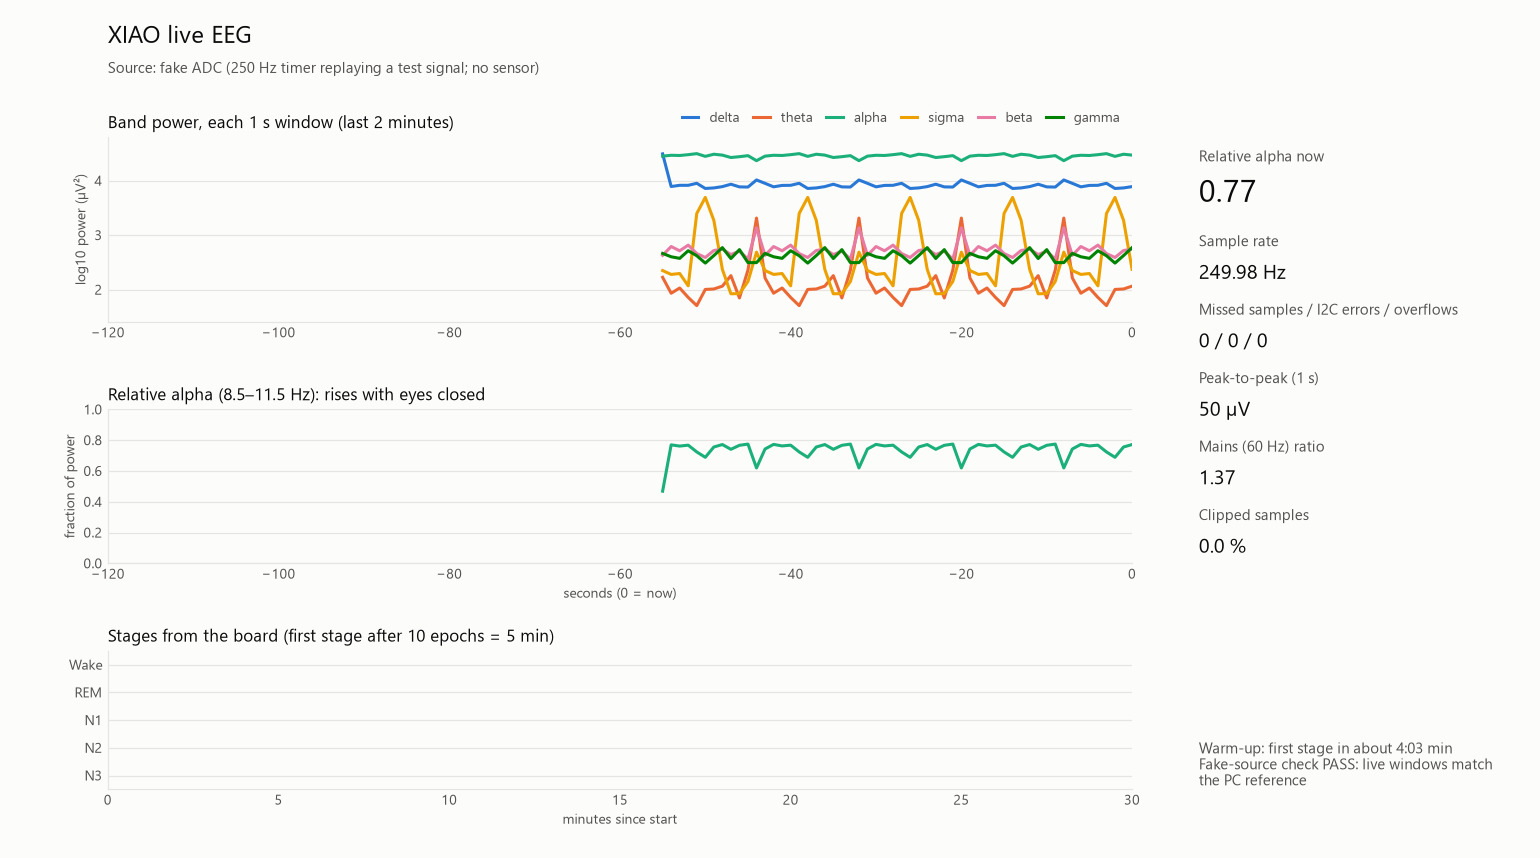 XIAO live EEG
Source: fake ADC (250 Hz timer replaying a test signal; no sensor)
Band power, each 1 s window (last 2 minutes)
delta theta alpha sigma beta gamma
log10 power (µV²)
4
3
2
−120 −100 −80 −60 −40 −20 0
Relative alpha (8.5–11.5 Hz): rises with eyes closed
fraction of power
1.0
0.8
0.6
0.4
0.2
0.0
−120 −100 −80 −60 −40 −20 0
seconds (0 = now)
Stages from the board (first stage after 10 epochs = 5 min)
Wake
REM
N1
N2
N3
0 5 10 15 20 25 30
minutes since start
Relative alpha now
0.77
Sample rate
249.98 Hz
Missed samples / I2C errors / overflows
0 / 0 / 0
Peak-to-peak (1 s)
50 µV
Mains (60 Hz) ratio
1.37
Clipped samples
0.0 %
Warm-up: first stage in about 4:03 min
Fake-source check PASS: live windows match
the PC reference